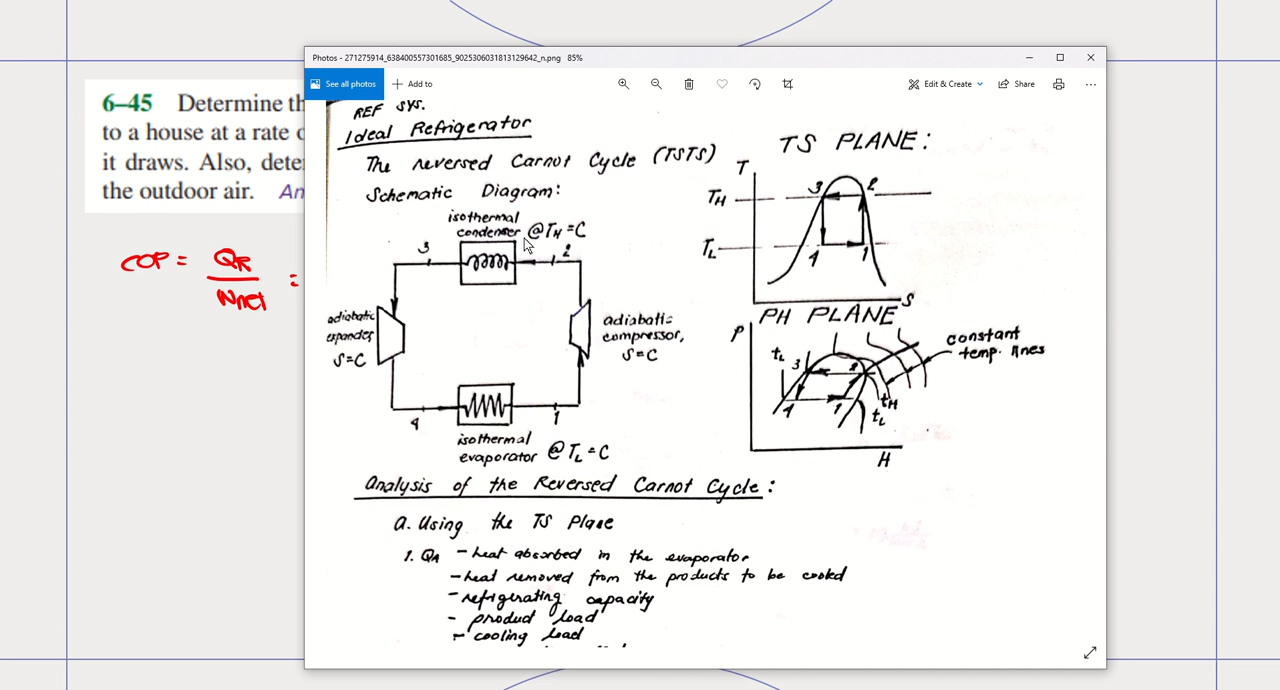 Photos - 271275914_638400557301685_9025306031813129642_n.png 85%
See all photos
Add to
Edit & Create
Share
6–45 Determine th
to a house at a rate o
it draws. Also, dete
the outdoor air. An
COP = QR
Wnet
=
REF SYS.
Ideal Refrigerator
The reversed Carnot Cycle (TSTS)
Schematic Diagram:
isothermal
condenser @ TH = C
3
2
adiabatic
expander
S=C
adiabatic
compressor,
S=C
4
1
isothermal
evaporator @ TL = C
TS PLANE:
T
TH
3
2
TL
4
1
S
PH PLANE
P
constant
temp. lines
tL
3
2
4
1
tH
tL
H
Analysis of the Reversed Carnot Cycle:
a. Using the TS Plane
1. QA - heat absorbed in the evaporator
- heat removed from the products to be cooled
- refrigerating capacity
- product load
- cooling load